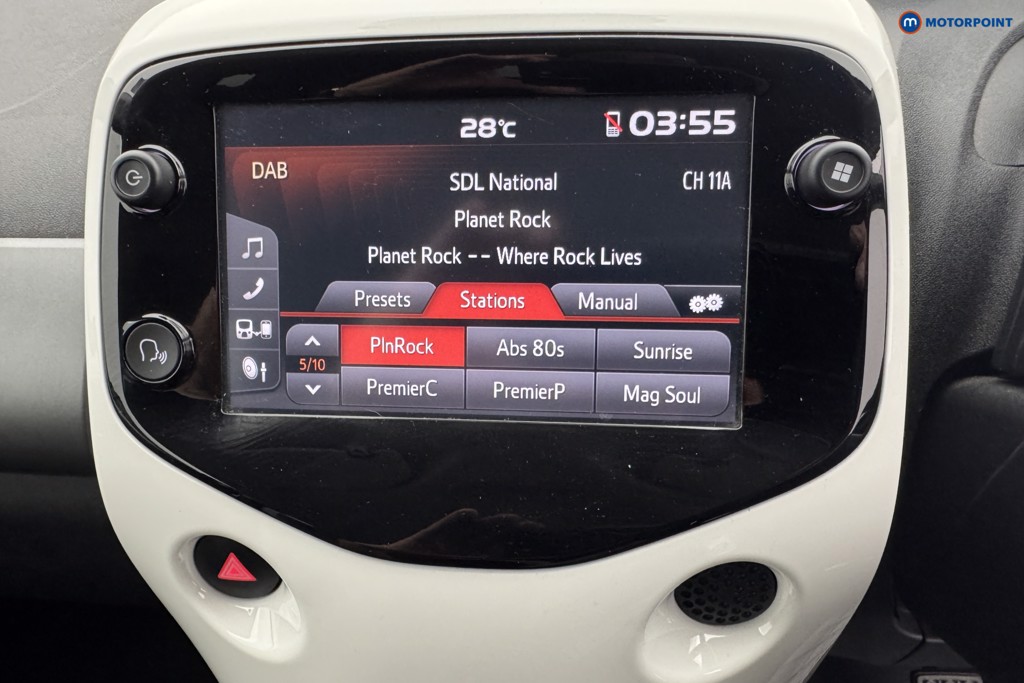 m MOTORPOINT
28°C 03:55
DAB SDL National CH 11A
Planet Rock
Planet Rock -- Where Rock Lives
Presets Stations Manual
5/10 PlnRock Abs 80s Sunrise
PremierC PremierP Mag Soul